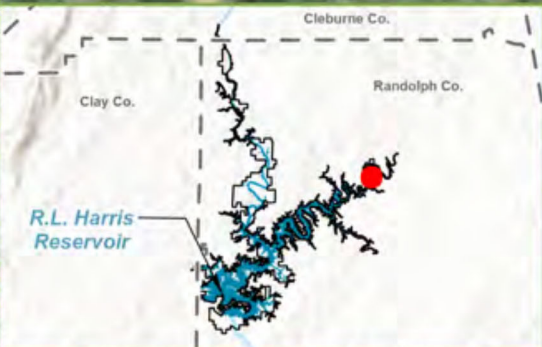 Cleburne Co.
Randolph Co.
Clay Co.
R.L. Harris
Reservoir